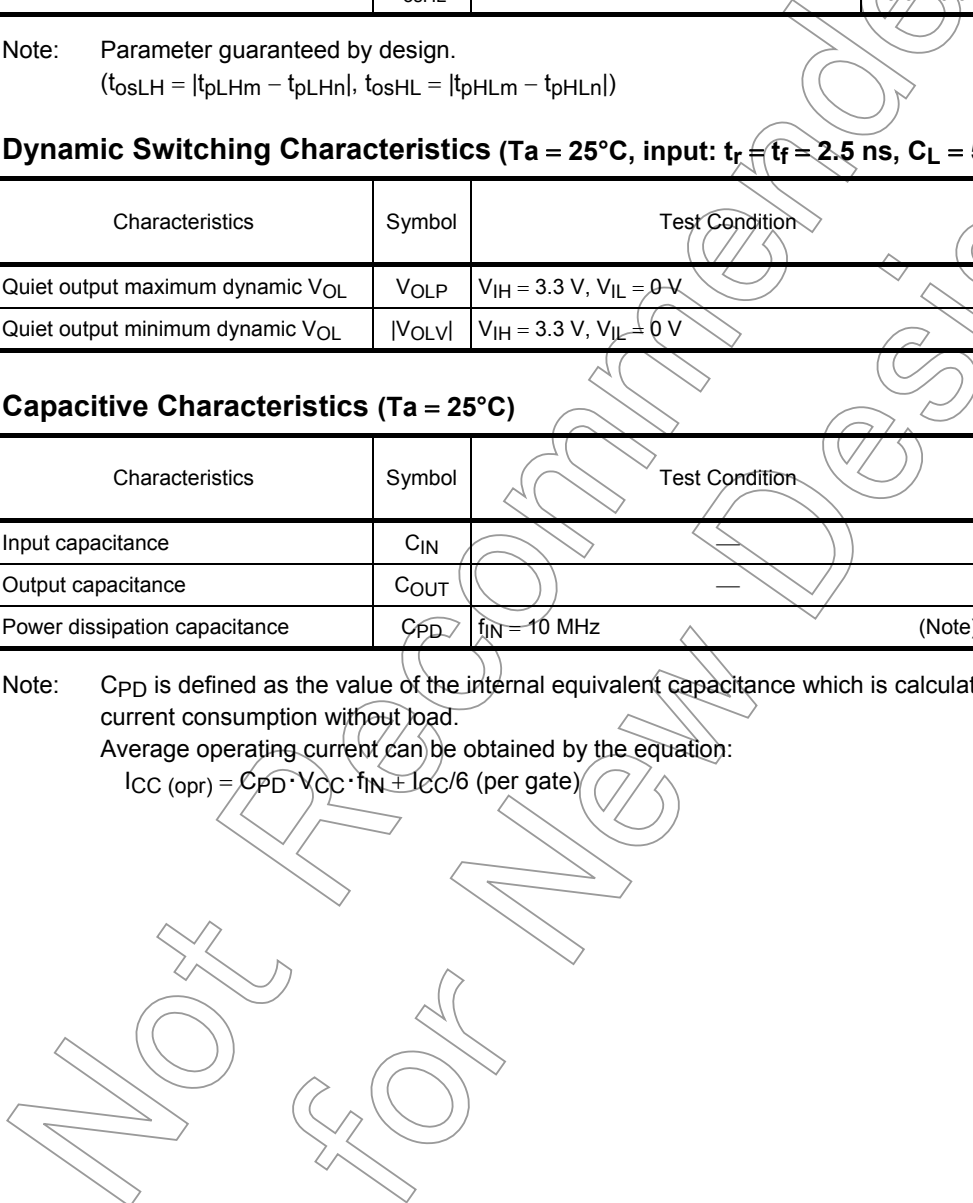 osHL
Note: Parameter guaranteed by design.
(tosLH = |tpLHm − tpLHn|, tosHL = |tpHLm − tpHLn|)
Dynamic Switching Characteristics (Ta = 25°C, input: tr = tf = 2.5 ns, CL =
Characteristics Symbol Test Condition
Quiet output maximum dynamic VOL VOLP VIH = 3.3 V, VIL = 0 V
Quiet output minimum dynamic VOL |VOLV| VIH = 3.3 V, VIL = 0 V
Capacitive Characteristics (Ta = 25°C)
Characteristics Symbol Test Condition
Input capacitance CIN —
Output capacitance COUT —
Power dissipation capacitance CPD fIN = 10 MHz (Note)
Note: CPD is defined as the value of the internal equivalent capacitance which is calculat
current consumption without load.
Average operating current can be obtained by the equation:
ICC (opr) = CPD·VCC·fIN + ICC/6 (per gate)
Not Recommende
for New Desi